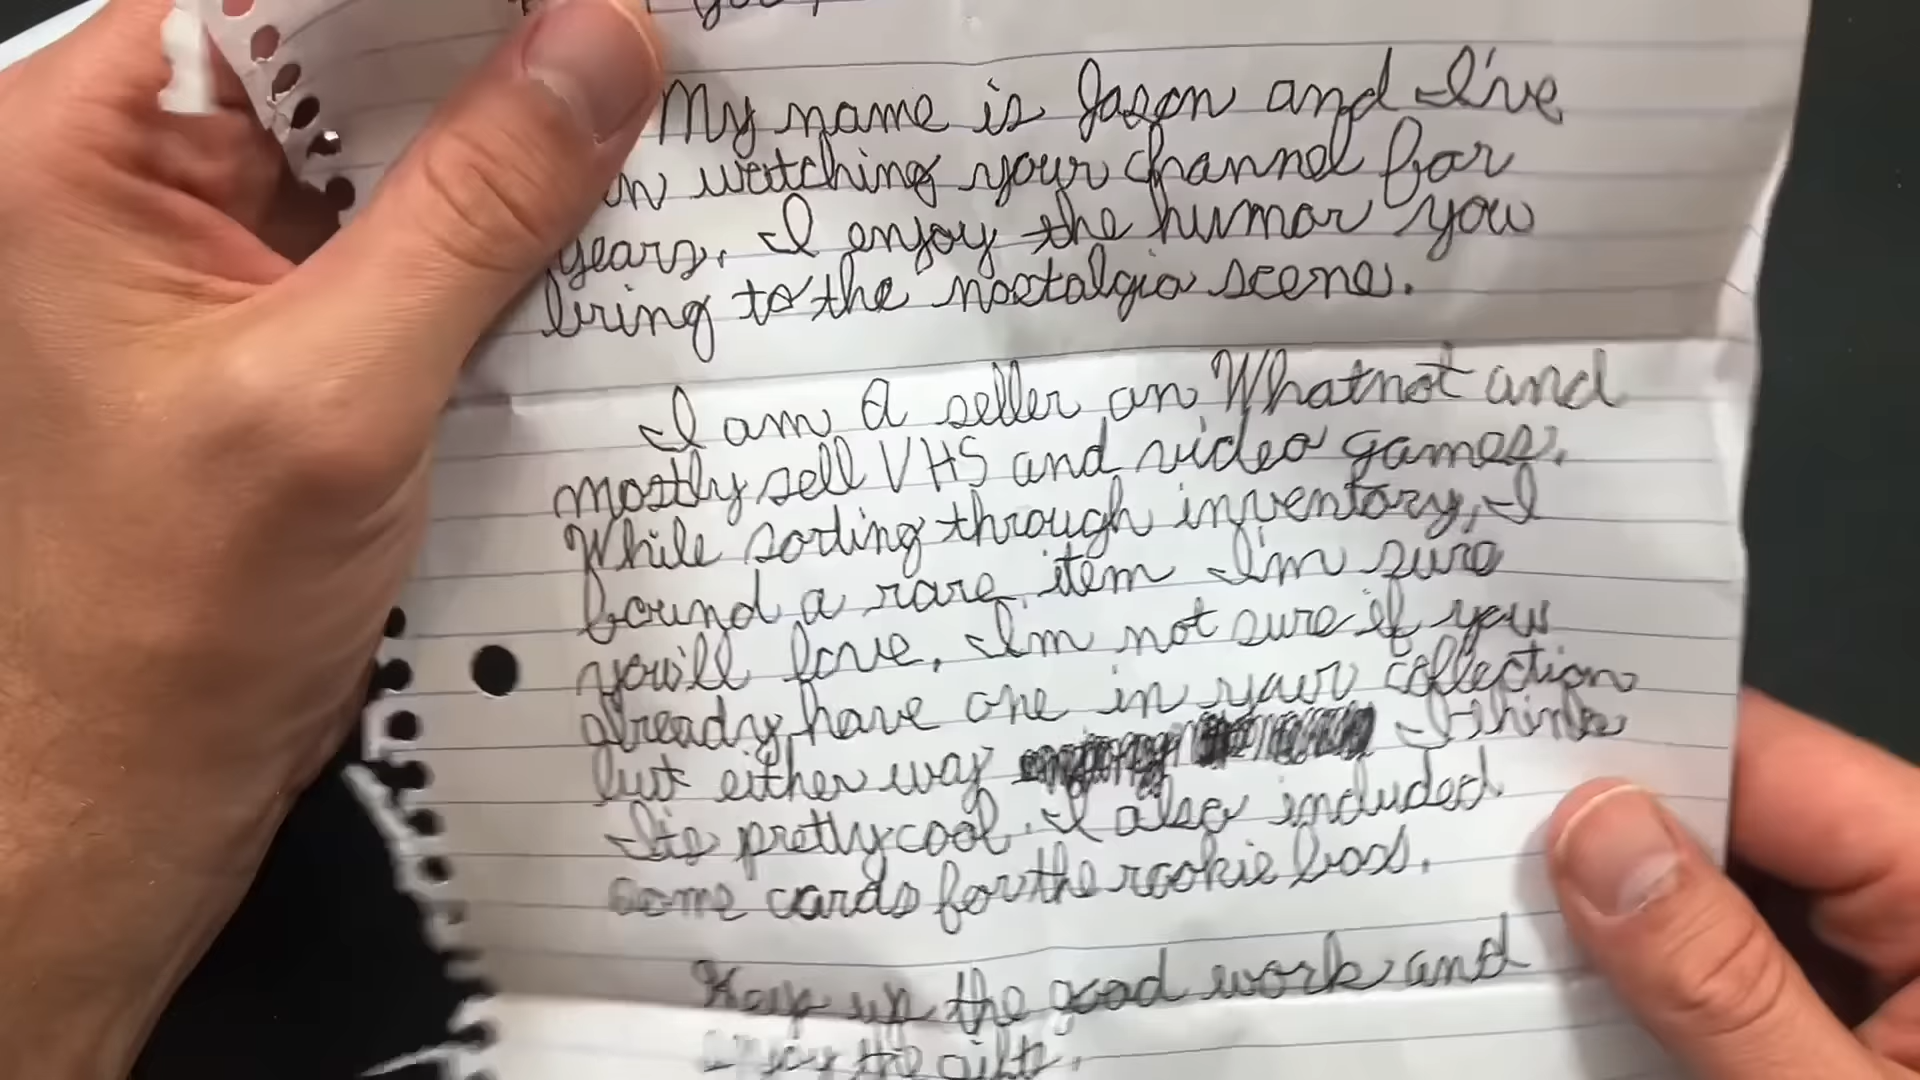 My name is Jason and I've
n watching your channel for
years. I enjoy the humor you
bring to the nostalgia scene.
I am a seller on Whatnot and
mostly sell VHS and video games.
While sorting through inventory, I
found a rare item I'm sure
you'll love. I'm not sure if you
already have one in your collection
but either way I think
It's pretty cool. I also included
some cards for the rookie boss.
Keep up the good work and
enjoy the gifts.